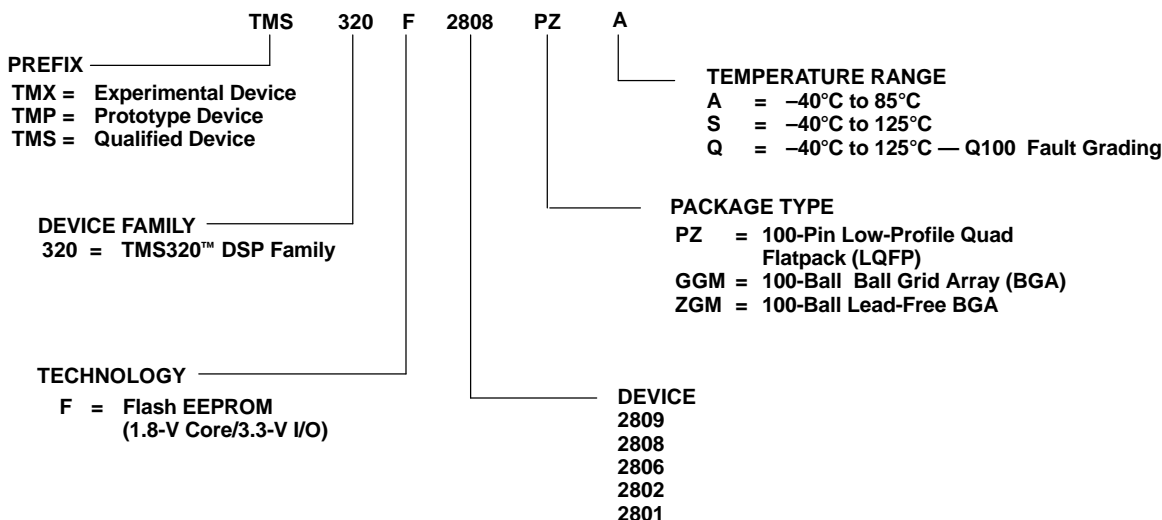 TMS 320 F 2808 PZ A
PREFIX
TMX = Experimental Device
TMP = Prototype Device
TMS = Qualified Device
TEMPERATURE RANGE
A = –40°C to 85°C
S = –40°C to 125°C
Q = –40°C to 125°C — Q100 Fault Grading
DEVICE FAMILY
320 = TMS320™ DSP Family
PACKAGE TYPE
PZ = 100-Pin Low-Profile Quad
Flatpack (LQFP)
GGM = 100-Ball Ball Grid Array (BGA)
ZGM = 100-Ball Lead-Free BGA
TECHNOLOGY
F = Flash EEPROM
(1.8-V Core/3.3-V I/O)
DEVICE
2809
2808
2806
2802
2801